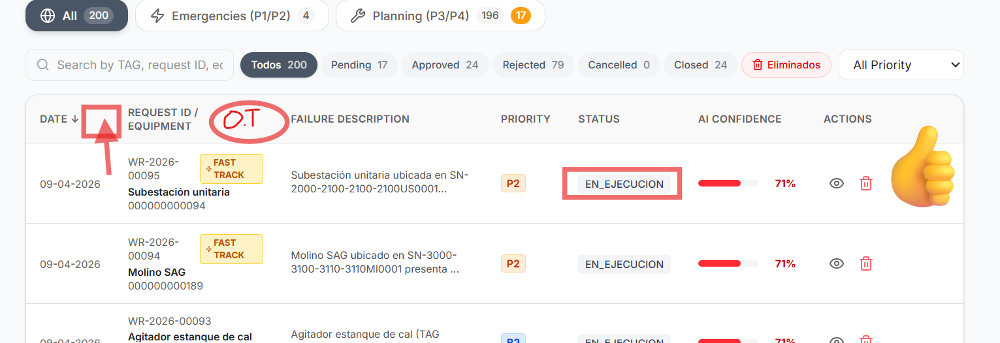 All 200 Emergencies (P1/P2) 4 Planning (P3/P4) 196 17
Search by TAG, request ID, ec Todos 200 Pending 17 Approved 24 Rejected 79 Cancelled 0 Closed 24 Eliminados All Priority
DATE ↓ REQUEST ID / EQUIPMENT O.T FAILURE DESCRIPTION PRIORITY STATUS AI CONFIDENCE ACTIONS
09-04-2026
WR-2026-
00095
FAST
TRACK
Subestación unitaria
000000000094
Subestación unitaria ubicada en SN-
2000-2100-2100-2100US0001...
P2
EN_EJECUCION
71%
09-04-2026
WR-2026-
00094
FAST
TRACK
Molino SAG
000000000189
Molino SAG ubicado en SN-3000-
3100-3110-3110MI0001 presenta ...
P2
EN_EJECUCION
71%
09-04-2026
WR-2026-00093
Agitador estanque de cal
Agitador estanque de cal (TAG
P3
EN_EJECUCION
71%